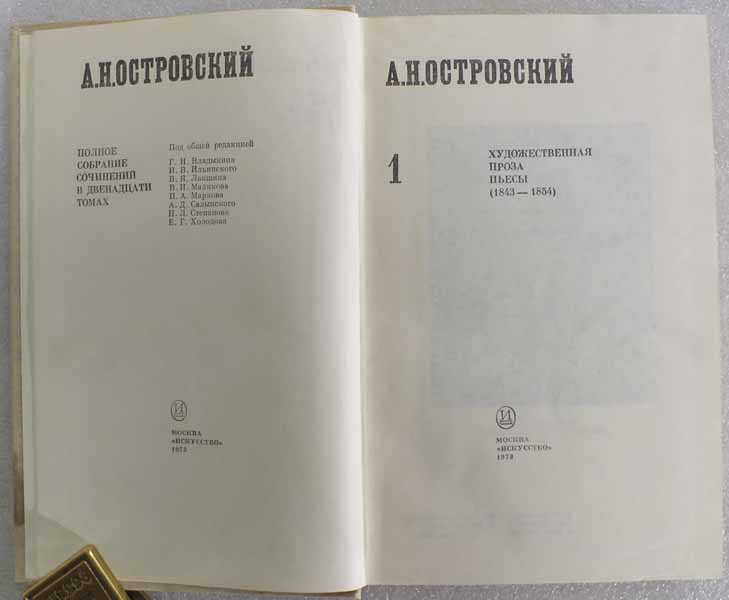 А.Н.ОСТРОВСКИЙ
ПОЛНОЕ
СОБРАНИЕ
СОЧИНЕНИЙ
В ДВЕНАДЦАТИ
ТОМАХ
Под общей редакцией
Г. И. Владыкина
И. В. Ильинского
В. Я. Лакшина
В. И. Маликова
П. А. Маркова
А. Д. Салынского
Н. Л. Степанова
Е. Г. Холодова
МОСКВА
«ИСКУССТВО»
1973
А.Н.ОСТРОВСКИЙ
1
ХУДОЖЕСТВЕННАЯ
ПРОЗА
ПЬЕСЫ
(1843 — 1854)
МОСКВА
«ИСКУССТВО»
1973